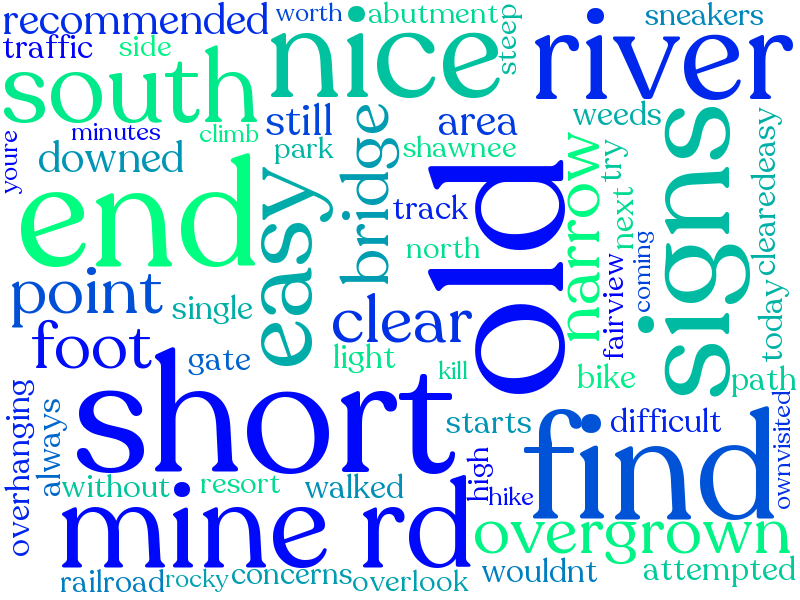 recommended
worth
abutment
steep
sneakers
traffic
side
nice
river
south
minutes
climb
still
area
weeds
youre
downed
park
shawnee
bridge
try
easy
cleared
end
easy
track
old
narrow
next
signs
north
coming
point
single
clear
fairview
today
foot
gate
light
kill
bike
path
short
overhanging
always
starts
find
difficult
visited
own
without
resort
walked
high
hike
mine rd
overgrown
railroad
rocky
concerns
overlook
wouldnt
attempted